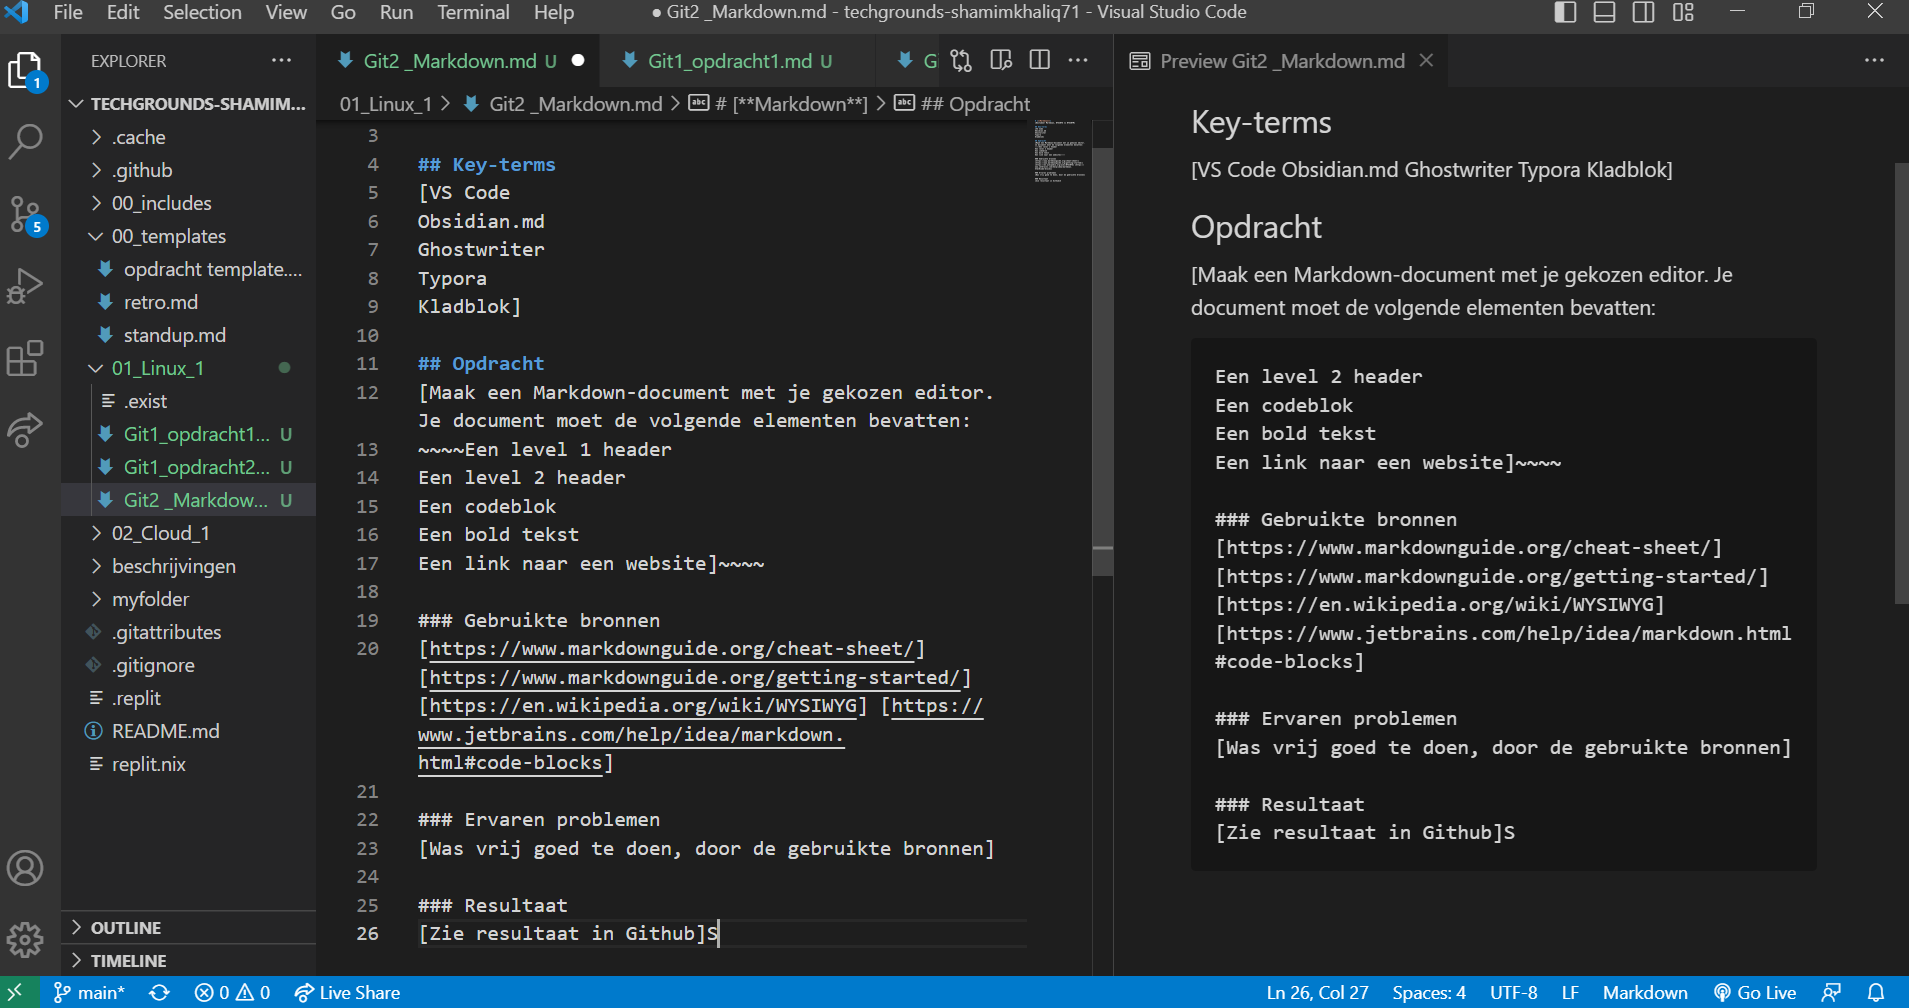 File Edit Selection View Go Run Terminal Help
● Git2 _Markdown.md - techgrounds-shamimkhaliq71 - Visual Studio Code
EXPLORER ...
TECHGROUNDS-SHAMIM...
.cache
.github
00_includes
00_templates
opdracht template....
retro.md
standup.md
01_Linux_1
.exist
Git1_opdracht1... U
Git1_opdracht2... U
Git2 _Markdow... U
02_Cloud_1
beschrijvingen
myfolder
.gitattributes
.gitignore
.replit
README.md
replit.nix
OUTLINE
TIMELINE
1
5
Git2 _Markdown.md U
Git1_opdracht1.md U
Gi
01_Linux_1 > Git2 _Markdown.md > abc # [**Markdown**] > abc ## Opdracht
3
4 ## Key-terms
5 [VS Code
6 Obsidian.md
7 Ghostwriter
8 Typora
9 Kladblok]
10
11 ## Opdracht
12 [Maak een Markdown-document met je gekozen editor.
Je document moet de volgende elementen bevatten:
13 ~~~~Een level 1 header
14 Een level 2 header
15 Een codeblok
16 Een bold tekst
17 Een link naar een website]~~~~
18
19 ### Gebruikte bronnen
20 [https://www.markdownguide.org/cheat-sheet/]
[https://www.markdownguide.org/getting-started/]
[https://en.wikipedia.org/wiki/WYSIWYG] [https://
www.jetbrains.com/help/idea/markdown.
html#code-blocks]
21
22 ### Ervaren problemen
23 [Was vrij goed te doen, door de gebruikte bronnen]
24
25 ### Resultaat
26 [Zie resultaat in Github]S
Preview Git2 _Markdown.md
Key-terms
[VS Code Obsidian.md Ghostwriter Typora Kladblok]
Opdracht
[Maak een Markdown-document met je gekozen editor. Je
document moet de volgende elementen bevatten:
Een level 2 header
Een codeblok
Een bold tekst
Een link naar een website]~~~~
### Gebruikte bronnen
[https://www.markdownguide.org/cheat-sheet/]
[https://www.markdownguide.org/getting-started/]
[https://en.wikipedia.org/wiki/WYSIWYG]
[https://www.jetbrains.com/help/idea/markdown.html
#code-blocks]
### Ervaren problemen
[Was vrij goed te doen, door de gebruikte bronnen]
### Resultaat
[Zie resultaat in Github]S
main* 0 0 Live Share
Ln 26, Col 27 Spaces: 4 UTF-8 LF Markdown Go Live